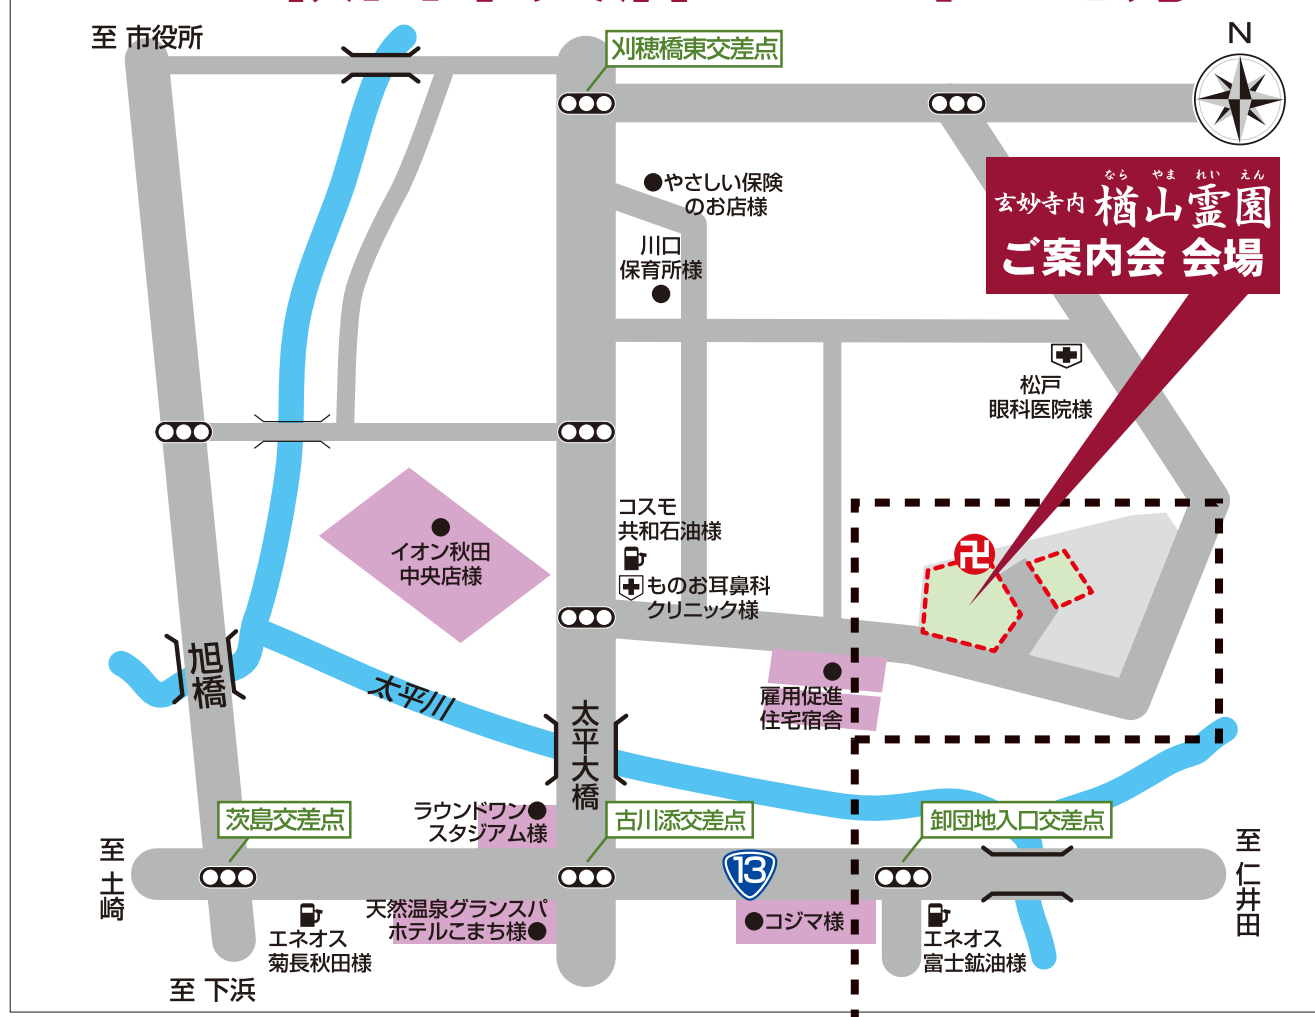 至 市役所
刈穂橋東交差点
N
なら やま れい えん
玄妙寺内 楢山霊園
ご案内会 会場
やさしい保険
のお店様
川口
保育所様
松戸
眼科医院様
コスモ
共和石油様
ものお耳鼻科
クリニック様
イオン秋田
中央店様
卍
旭橋
太平川
太平大橋
雇用促進
住宅宿舎
ラウンドワン
スタジアム様
茨島交差点
古川添交差点
卸団地入口交差点
至 土崎
13
至 仁井田
天然温泉グランスパ
ホテルこまち様
コジマ様
エネオス
菊長秋田様
エネオス
富士鉱油様
至 下浜